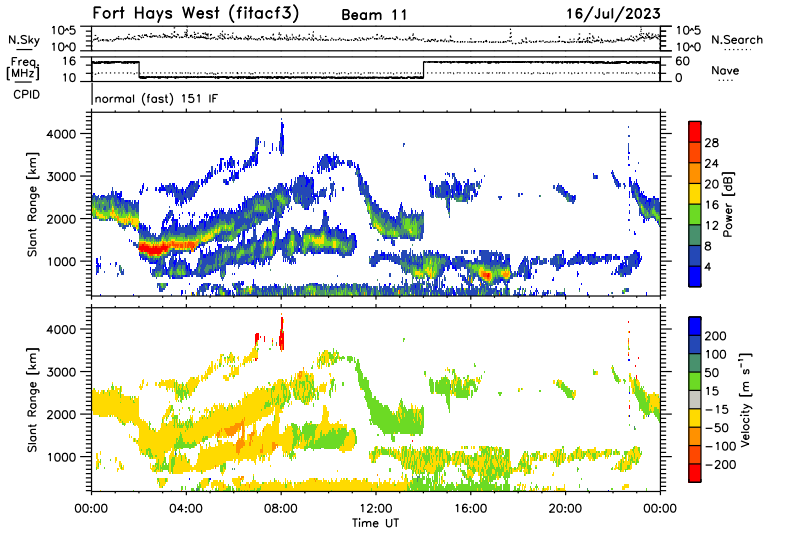 Fort Hays West (fitacf3) Beam 11 16/Jul/2023
N.Sky 10^5 10^0 10^5 10^0 N.Search
Freq. [MHz] 16 10 60 0 Nave
CPID normal (fast) 151 IF
Slant Range [km] 4000 3000 2000 1000
28 24 20 16 12 8 4 Power [dB]
Slant Range [km] 4000 3000 2000 1000
200 100 50 15 −15 −50 −100 −200 Velocity [m s⁻¹]
00:00 04:00 08:00 12:00 16:00 20:00 00:00
Time UT